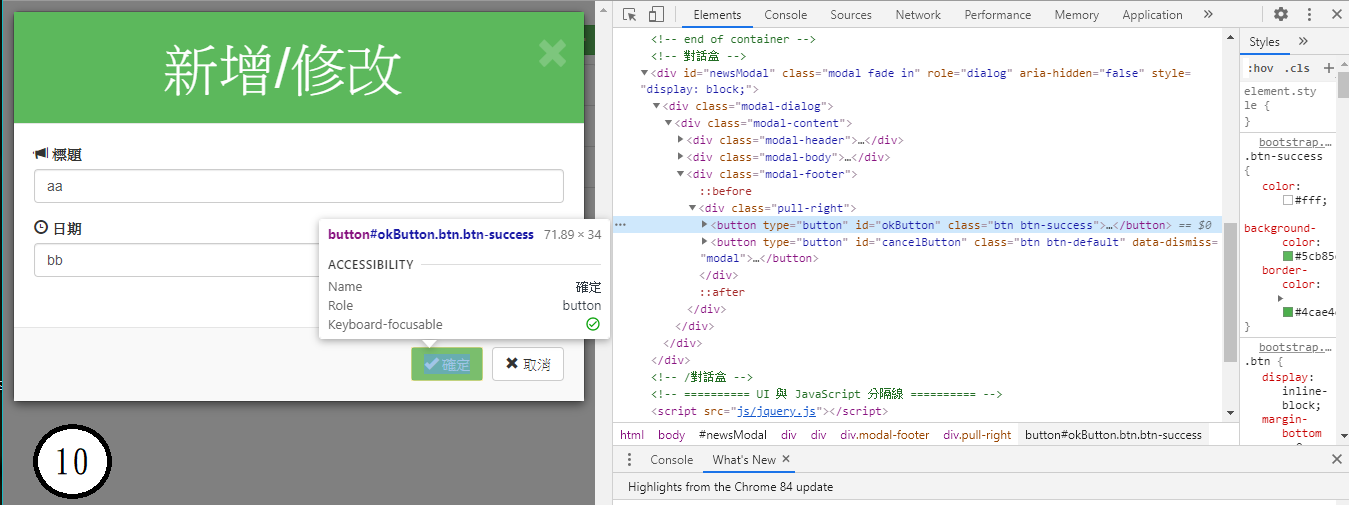 新增/修改
標題
aa
日期
bb
button#okButton.btn.btn-success 71.89 × 34
ACCESSIBILITY
Name 確定
Role button
Keyboard-focusable
確定 取消
10
Elements Console Sources Network Performance Memory Application »
<!-- end of container -->
<!-- 對話盒 -->
▼<div id="newsModal" class="modal fade in" role="dialog" aria-hidden="false" style=
"display: block;">
▼<div class="modal-dialog">
▼<div class="modal-content">
▶<div class="modal-header">…</div>
▶<div class="modal-body">…</div>
▼<div class="modal-footer">
::before
▼<div class="pull-right">
▶<button type="button" id="okButton" class="btn btn-success">…</button> == $0
▶<button type="button" id="cancelButton" class="btn btn-default" data-dismiss=
"modal">…</button>
</div>
::after
</div>
</div>
</div>
</div>
<!-- /對話盒 -->
<!-- ========== UI 與 JavaScript 分隔線 ========== -->
<script src="js/jquery.js"></script>
html body #newsModal div div div.modal-footer div.pull-right button#okButton.btn.btn-success
Styles »
:hov .cls +
element.sty
le {
}
bootstrap.…
.btn-success
{
color:
#fff;
background-
color:
#5cb85
border-
color:
▶
#4cae4
}
bootstrap.…
.btn {
display:
inline-
block;
margin-
bottom
Console What's New ×
Highlights from the Chrome 84 update